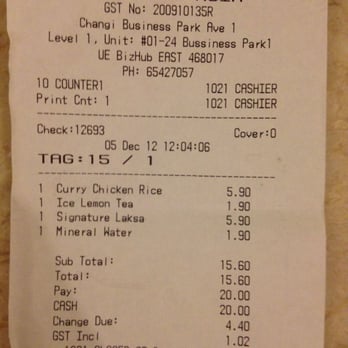 GST No: 200910135R
Changi Business Park Ave 1
Level 1, Unit: #01-24 Bussiness Park1
UE BizHub EAST 468017
PH: 65427057
10 COUNTER1 1021 CASHIER
Print Cnt: 1 1021 CASHIER
Check:12693 Cover:0
05 Dec 12 12:04:06
TAG:15 / 1
1 Curry Chicken Rice 5.90
1 Ice Lemon Tea 1.90
1 Signature Laksa 5.90
1 Mineral Water 1.90
Sub Total: 15.60
Total: 15.60
Pay: 20.00
CASH 20.00
Change Due: 4.40
GST Incl 1.02